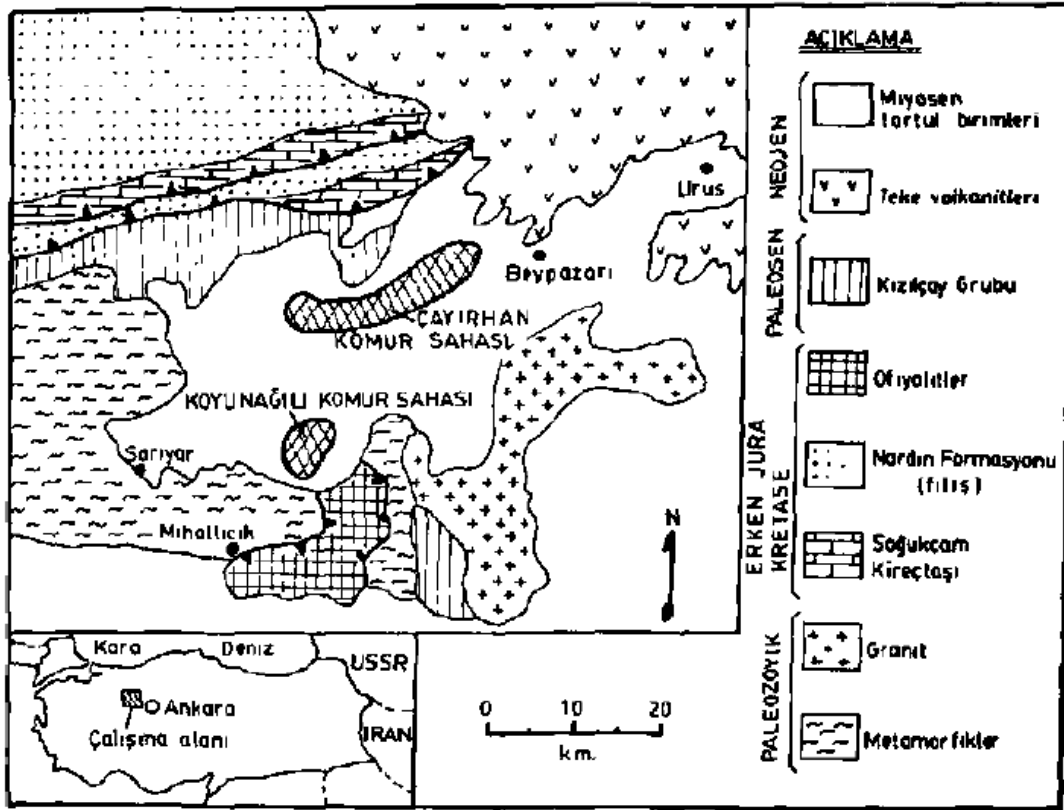 Urus
Beypazarı
ÇAYIRHAN
KÖMÜR SAHASI
KOYUNAĞILI KOMUR SAHASI
Sarıyar
Mihallıcık
N
Kara Deniz
USSR
Ankara
Çalışma alanı
IRAN
0 10 20
km.
AÇIKLAMA
NEOJEN
Miyosen
tortul birimleri
Teke volkanitleri
PALEOSEN
Kızılçay Grubu
ERKEN JURA
KRETASE
Ofiyolitler
Nardin Formasyonu
(filiş)
Soğukçam
Kireçtaşı
PALEOZOYİK
Granit
Metamorfikler